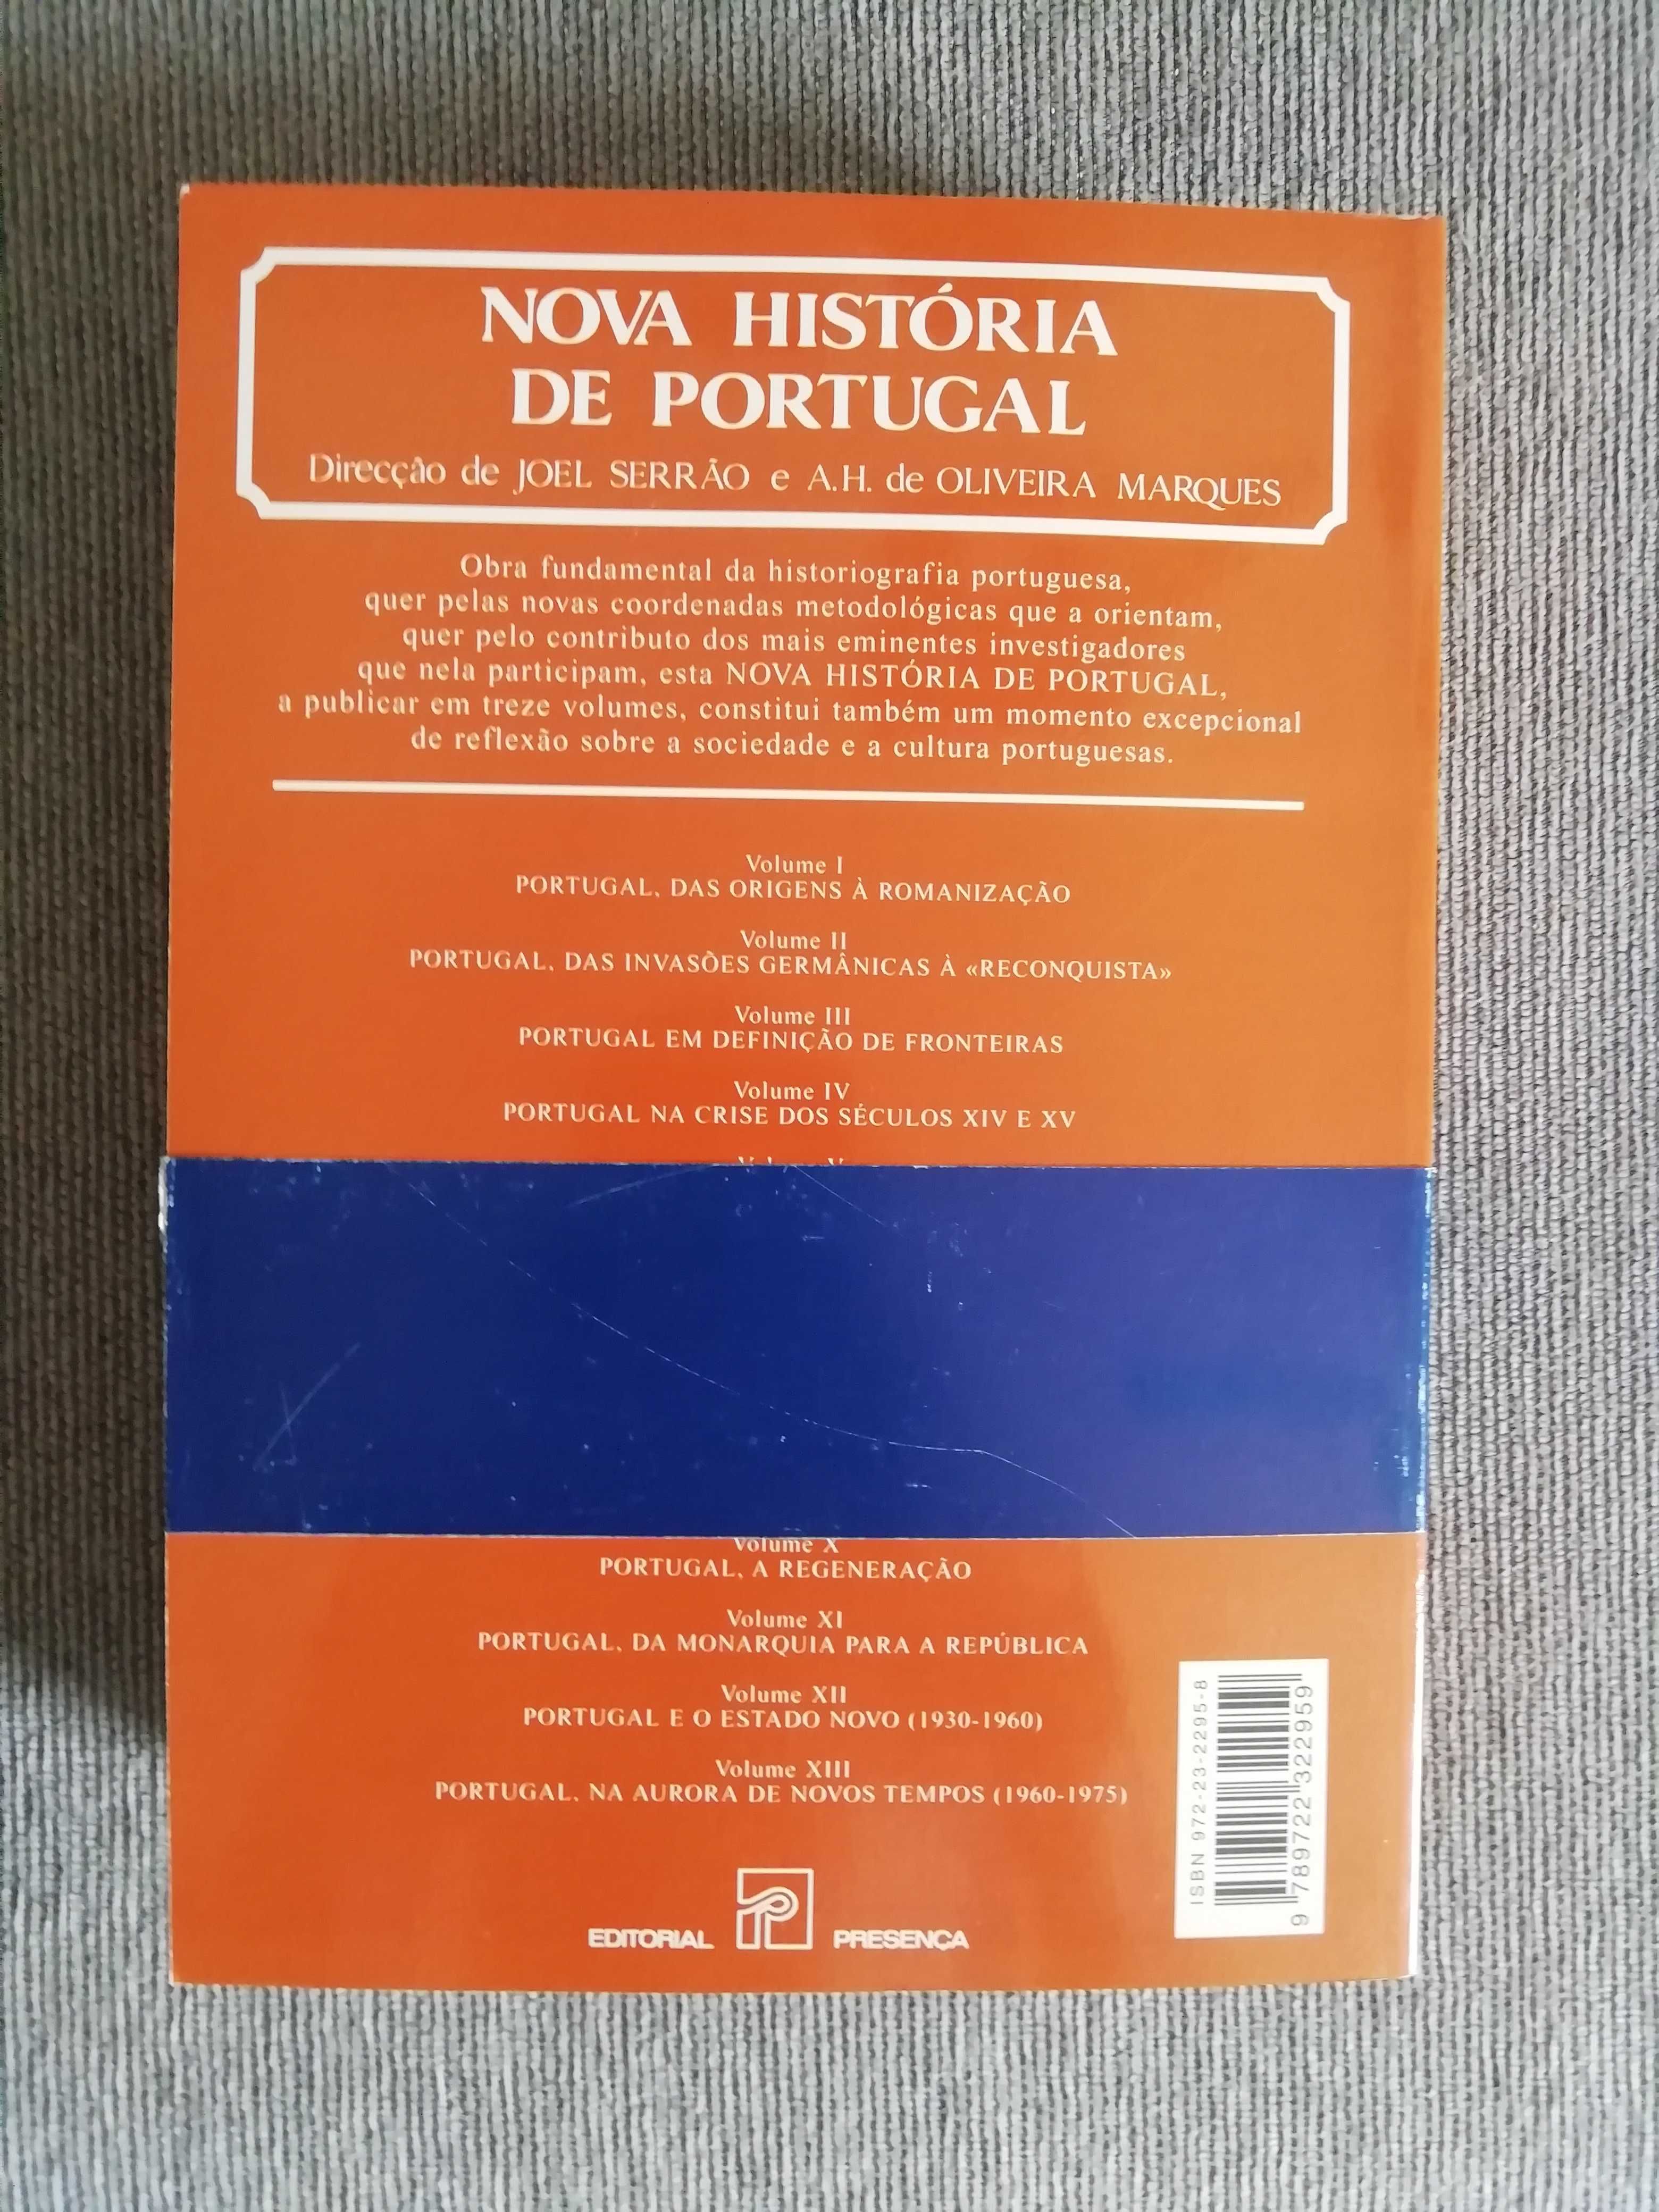 NOVA HISTÓRIA
DE PORTUGAL
Direcção de JOEL SERRÃO e A.H. de OLIVEIRA MARQUES
Obra fundamental da historiografia portuguesa,
quer pelas novas coordenadas metodológicas que a orientam,
quer pelo contributo dos mais eminentes investigadores
que nela participam, esta NOVA HISTÓRIA DE PORTUGAL,
a publicar em treze volumes, constitui também um momento excepcional
de reflexão sobre a sociedade e a cultura portuguesas.
Volume I
PORTUGAL, DAS ORIGENS À ROMANIZAÇÃO
Volume II
PORTUGAL, DAS INVASÕES GERMÂNICAS À «RECONQUISTA»
Volume III
PORTUGAL EM DEFINIÇÃO DE FRONTEIRAS
Volume IV
PORTUGAL NA CRISE DOS SÉCULOS XIV E XV
Volume X
PORTUGAL, A REGENERAÇÃO
Volume XI
PORTUGAL, DA MONARQUIA PARA A REPÚBLICA
Volume XII
PORTUGAL E O ESTADO NOVO (1930-1960)
Volume XIII
PORTUGAL, NA AURORA DE NOVOS TEMPOS (1960-1975)
EDITORIAL PRESENÇA
ISBN 972-23-2295-8
9 789722 322959